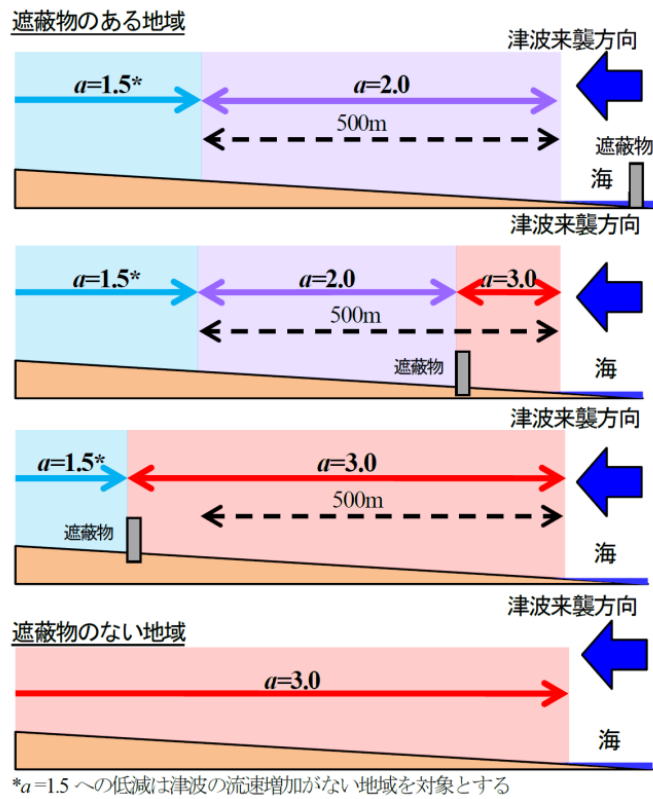 遮蔽物のある地域
津波来襲方向
a=1.5*
a=2.0
500m
遮蔽物
海
津波来襲方向
a=1.5*
a=2.0
a=3.0
500m
遮蔽物
海
津波来襲方向
a=1.5*
a=3.0
500m
遮蔽物
海
津波来襲方向
遮蔽物のない地域
a=3.0
海
*a =1.5 への低減は津波の流速増加がない地域を対象とする